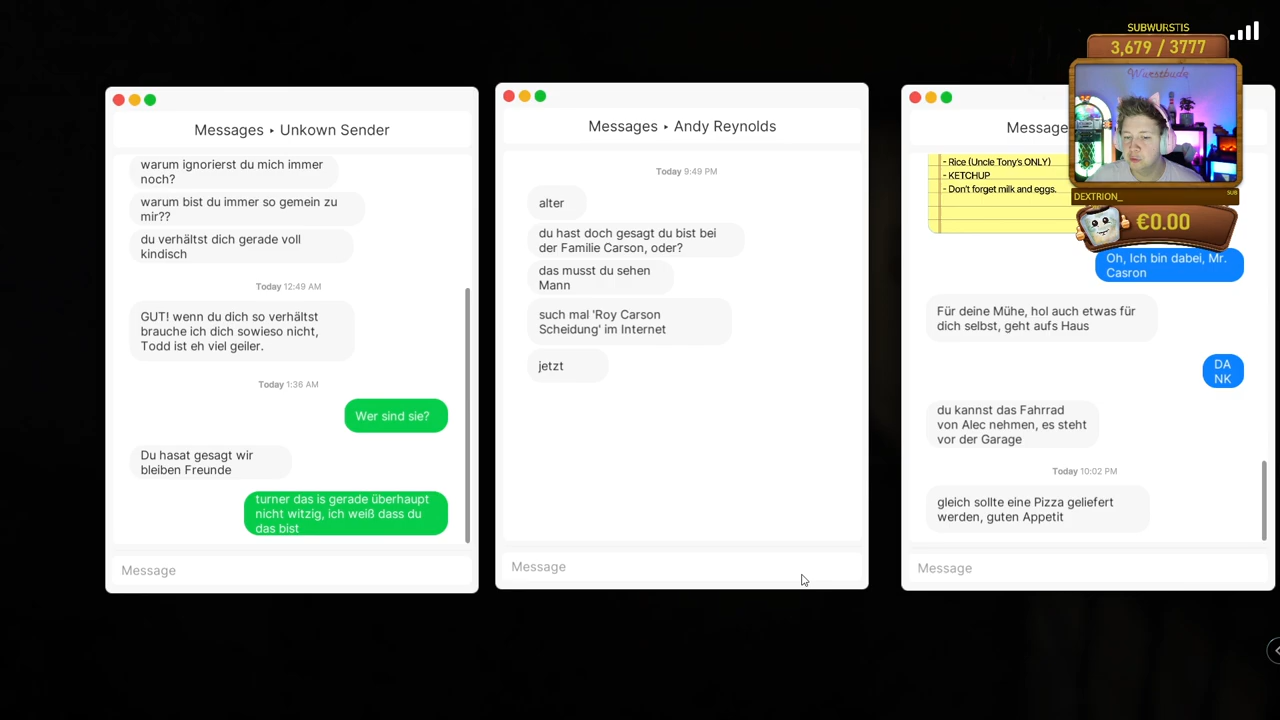 SUBWURSTIS
3,679 / 3777
Wurstbude
DEXTRION_
SUB
€0.00
Messages ▸ Unkown Sender
warum ignorierst du mich immer
noch?
warum bist du immer so gemein zu
mir??
du verhältst dich gerade voll
kindisch
Today 12:49 AM
GUT! wenn du dich so verhältst
brauche ich dich sowieso nicht,
Todd ist eh viel geiler.
Today 1:36 AM
Wer sind sie?
Du hasat gesagt wir
bleiben Freunde
turner das is gerade überhaupt
nicht witzig, ich weiß dass du
das bist
Message
Messages ▸ Andy Reynolds
Today 9:49 PM
alter
du hast doch gesagt du bist bei
der Familie Carson, oder?
das musst du sehen
Mann
such mal 'Roy Carson
Scheidung' im Internet
jetzt
Message
Message
- Rice (Uncle Tony's ONLY)
- KETCHUP
- Don't forget milk and eggs.
Oh, Ich bin dabei, Mr.
Casron
Für deine Mühe, hol auch etwas für
dich selbst, geht aufs Haus
DA
NK
du kannst das Fahrrad
von Alec nehmen, es steht
vor der Garage
Today 10:02 PM
gleich sollte eine Pizza geliefert
werden, guten Appetit
Message